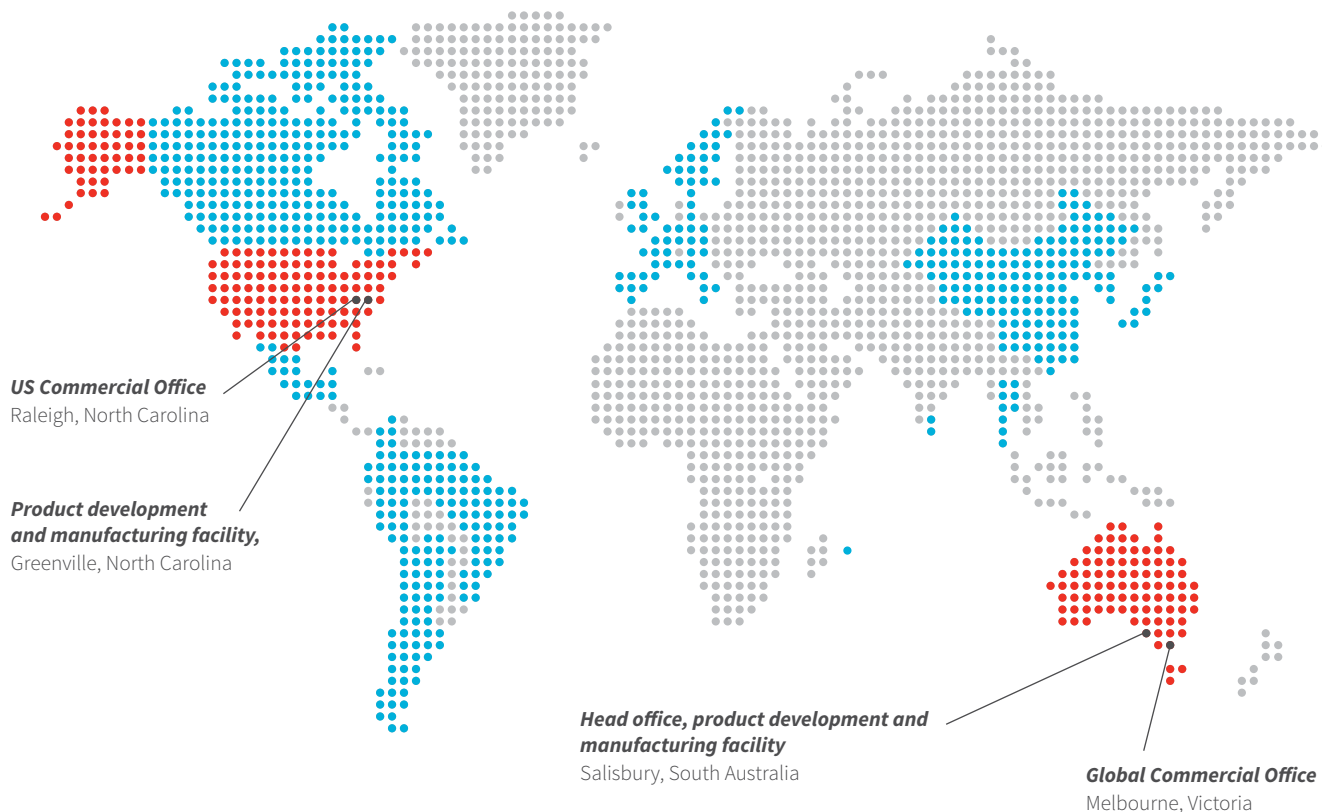 US Commercial Office
Raleigh, North Carolina
Product development
and manufacturing facility,
Greenville, North Carolina
Head office, product development and
manufacturing facility
Salisbury, South Australia
Global Commercial Office
Melbourne, Victoria